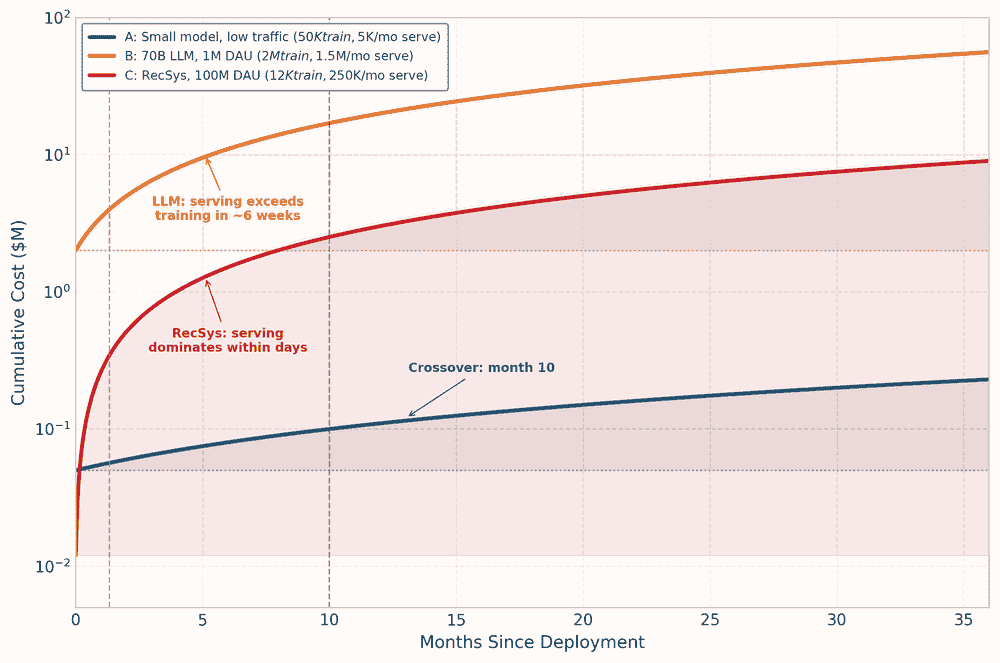 10²
A: Small model, low traffic (50Ktrain, 5K/mo serve)
B: 70B LLM, 1M DAU (2Mtrain, 1.5M/mo serve)
C: RecSys, 100M DAU (12Ktrain, 250K/mo serve)
10¹
LLM: serving exceeds
training in ~6 weeks
10⁰
RecSys: serving
dominates within days
Crossover: month 10
10⁻¹
10⁻²
Cumulative Cost ($M)
0 5 10 15 20 25 30 35
Months Since Deployment